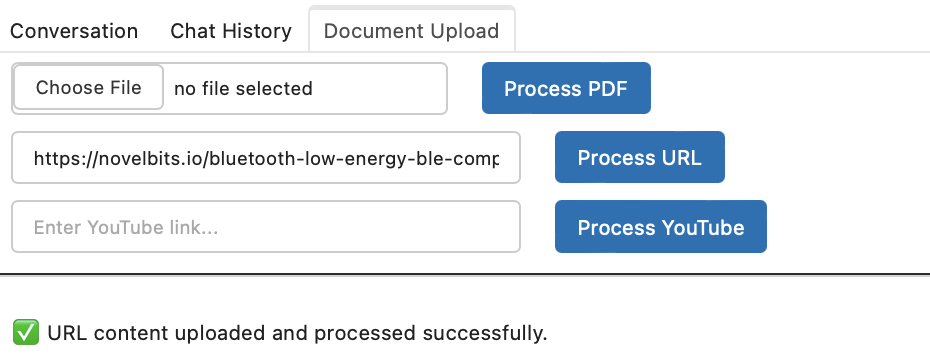 Conversation Chat History Document Upload
Choose File no file selected Process PDF
https://novelbits.io/bluetooth-low-energy-ble-comp Process URL
Enter YouTube link... Process YouTube
✅ URL content uploaded and processed successfully.